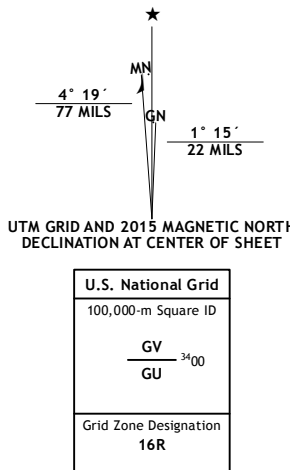 MN
GN
4° 19´
77 MILS
1° 15´
22 MILS
UTM GRID AND 2015 MAGNETIC NORTH
DECLINATION AT CENTER OF SHEET
U.S. National Grid
100,000-m Square ID
GV
GU
3400
Grid Zone Designation
16R